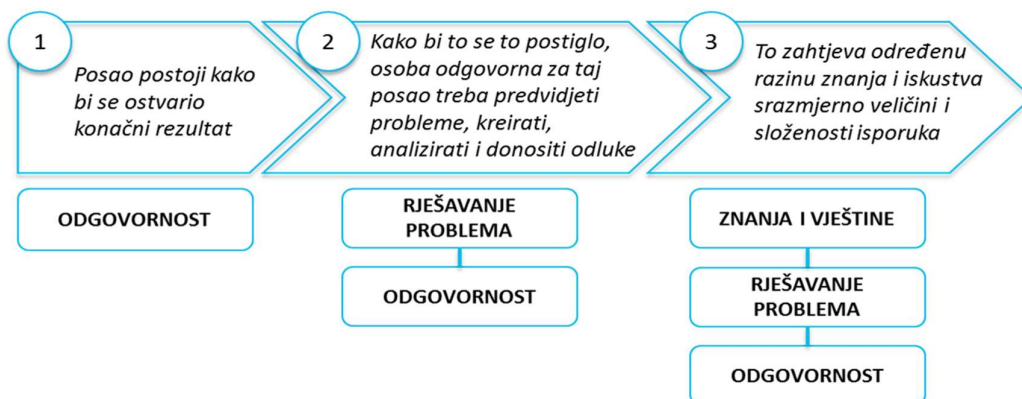 1
Posao postoji kako
bi se ostvario
konačni rezultat
2
Kako bi to se to postiglo,
osoba odgovorna za taj
posao treba predvidjeti
probleme, kreirati,
analizirati i donositi odluke
3
To zahtjeva određenu
razinu znanja i iskustva
srazmjerno veličini i
složenosti isporuka
ODGOVORNOST
RJEŠAVANJE
PROBLEMA
ODGOVORNOST
ZNANJA I VJEŠTINE
RJEŠAVANJE
PROBLEMA
ODGOVORNOST